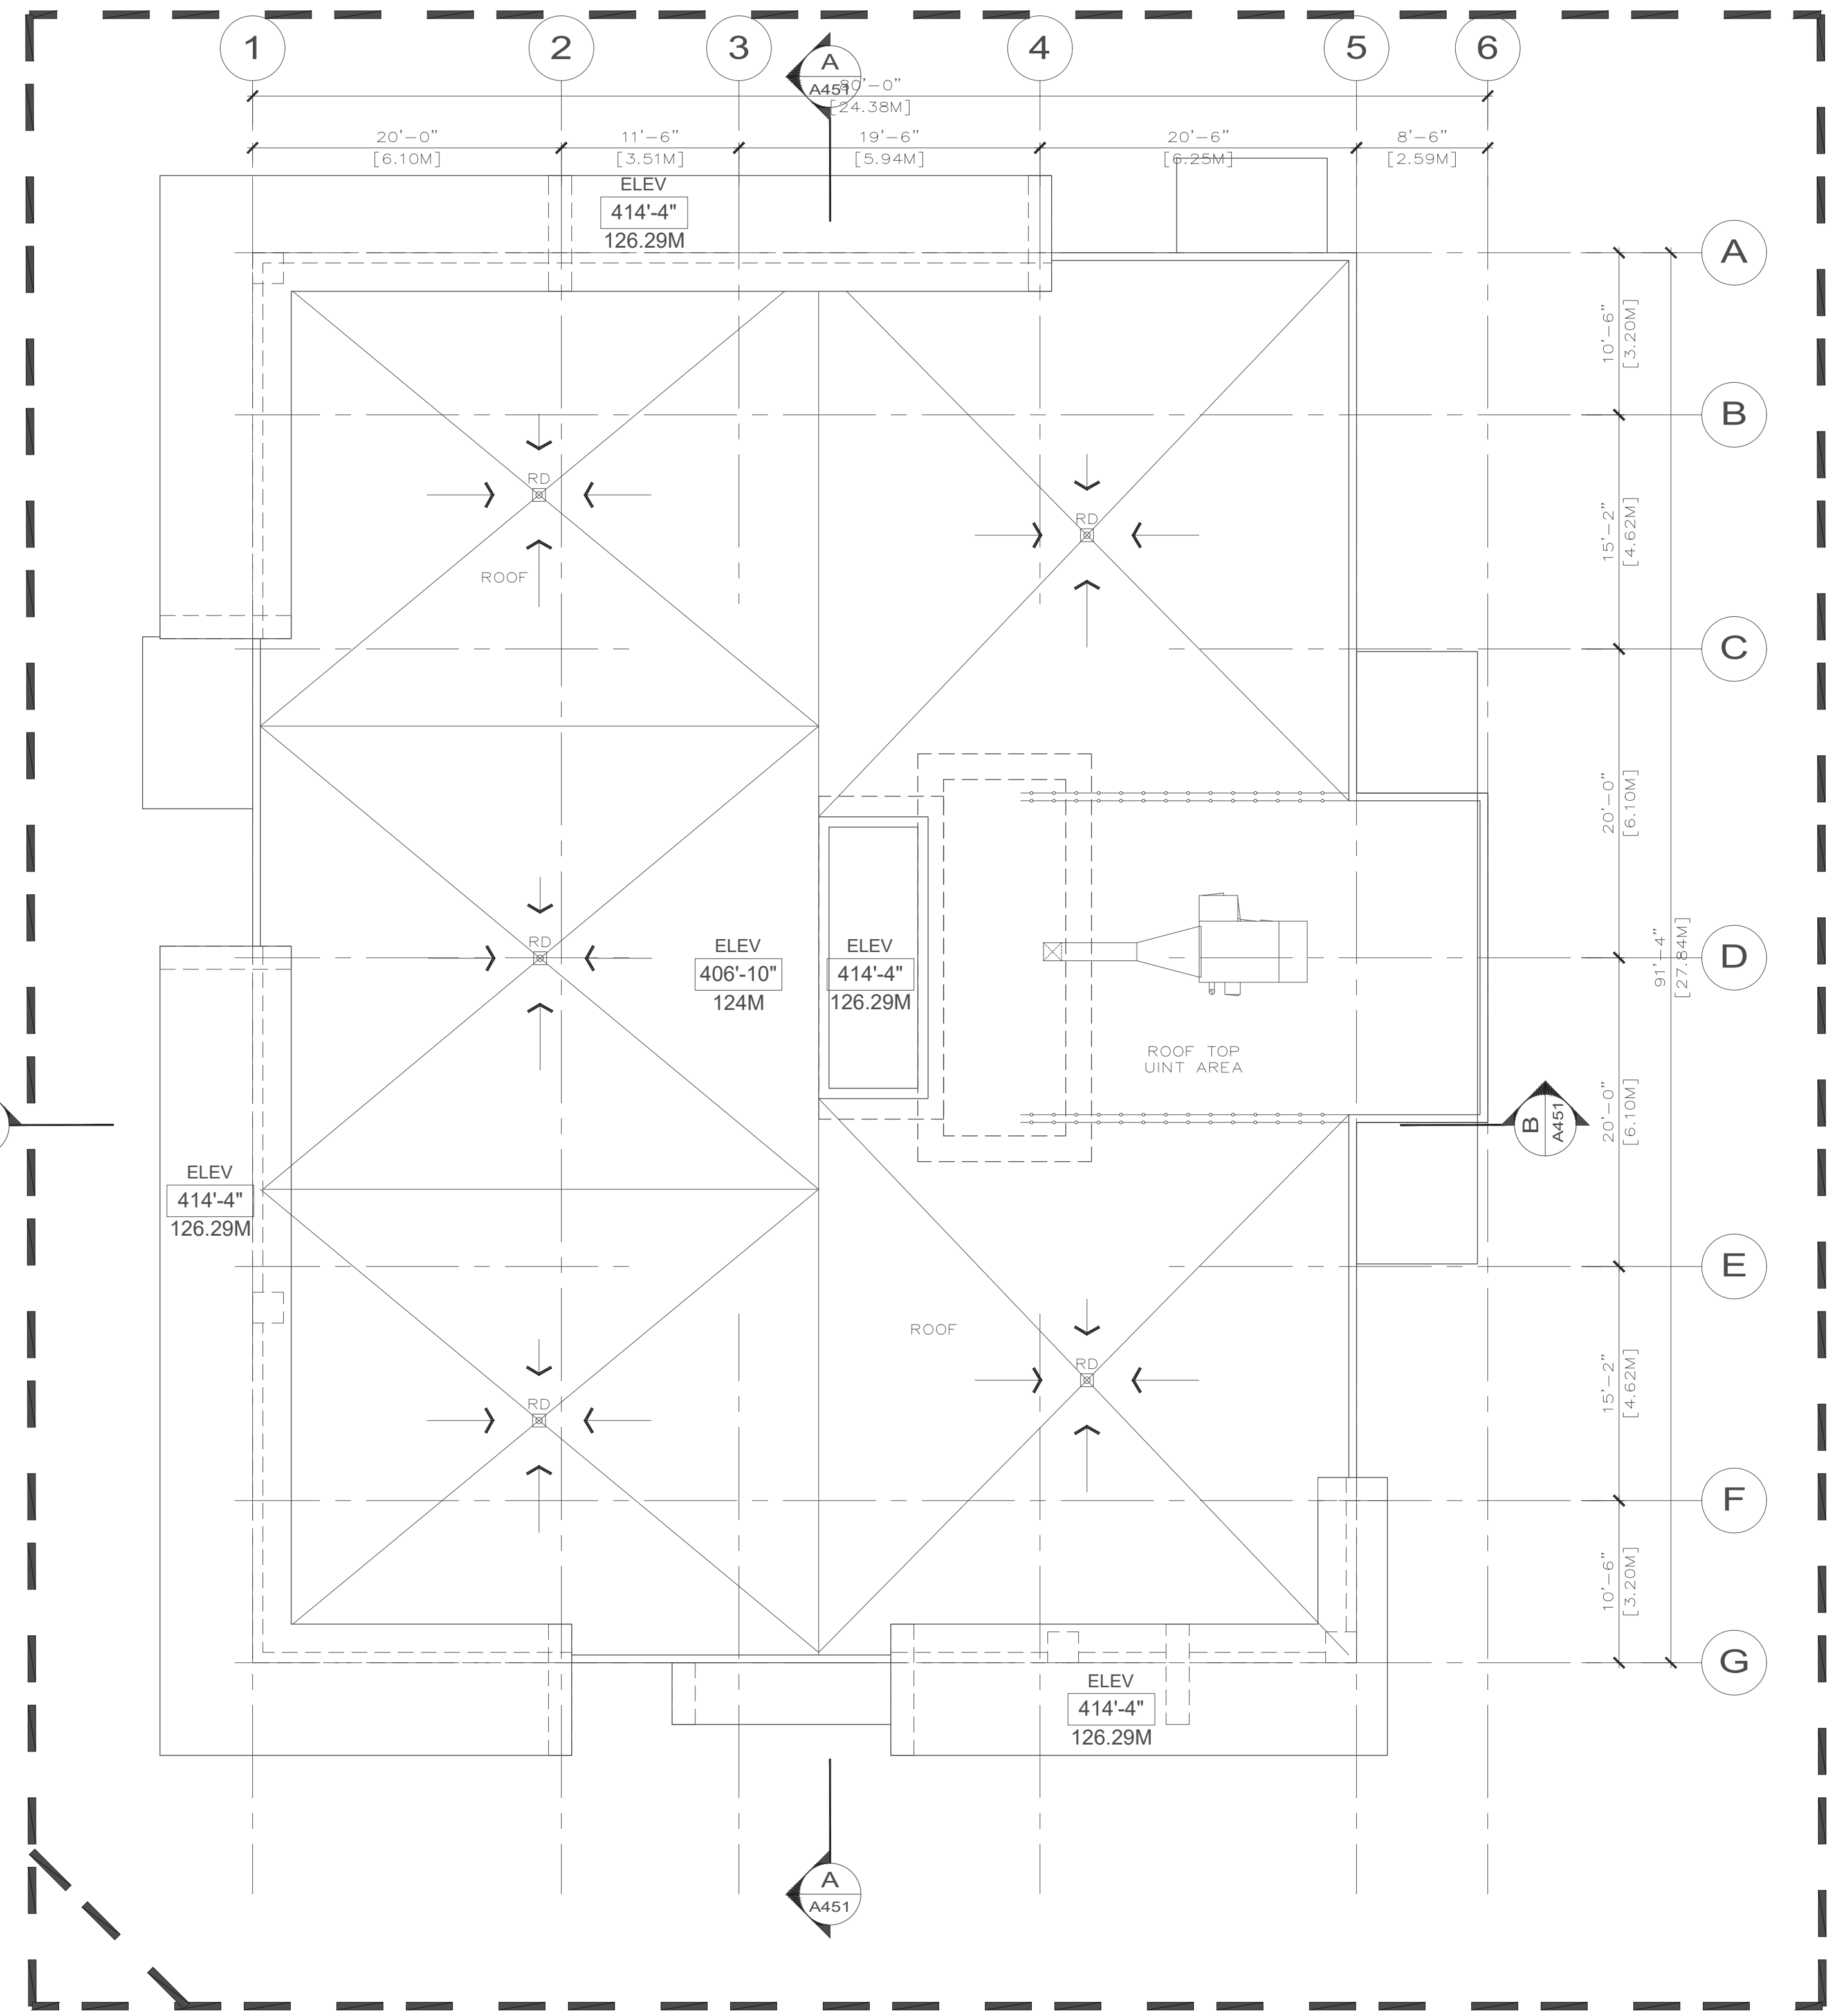 1
2
3
4
5
6
A
A451
80'-0"
[24.38M]
20'-0"
[6.10M]
11'-6"
[3.51M]
19'-6"
[5.94M]
20'-6"
[6.25M]
8'-6"
[2.59M]
ELEV
414'-4"
126.29M
A
10'-6"
[3.20M]
B
RD
RD
15'-2"
[4.62M]
ROOF
C
20'-0"
[6.10M]
RD
ELEV
406'-10"
124M
ELEV
414'-4"
126.29M
D
91'-4"
[27.84M]
ROOF TOP
UINT AREA
B
A451
20'-0"
[6.10M]
ELEV
414'-4"
126.29M
E
ROOF
RD
RD
15'-2"
[4.62M]
F
10'-6"
[3.20M]
G
ELEV
414'-4"
126.29M
A
A451